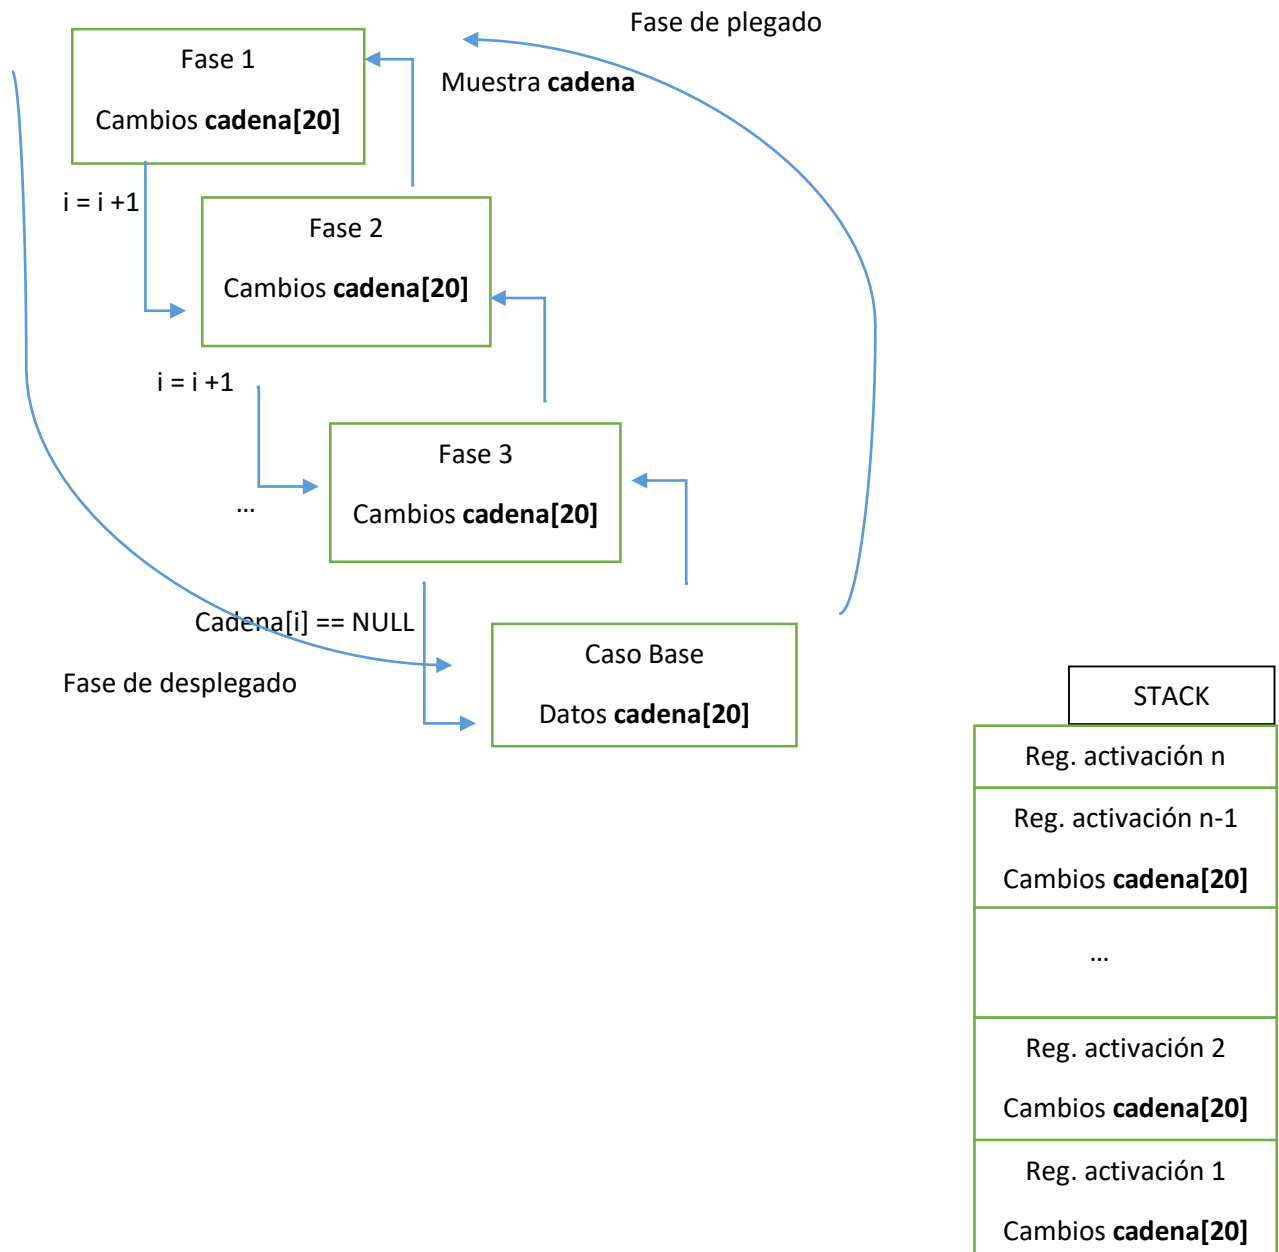 Fase de plegado
Fase 1
Muestra cadena
Cambios cadena[20]
i = i +1
Fase 2
Cambios cadena[20]
i = i +1
Fase 3
...
Cambios cadena[20]
Cadena[i] == NULL
Caso Base
Fase de desplegado
Datos cadena[20]
STACK
Reg. activación n
Reg. activación n-1
Cambios cadena[20]
...
Reg. activación 2
Cambios cadena[20]
Reg. activación 1
Cambios cadena[20]